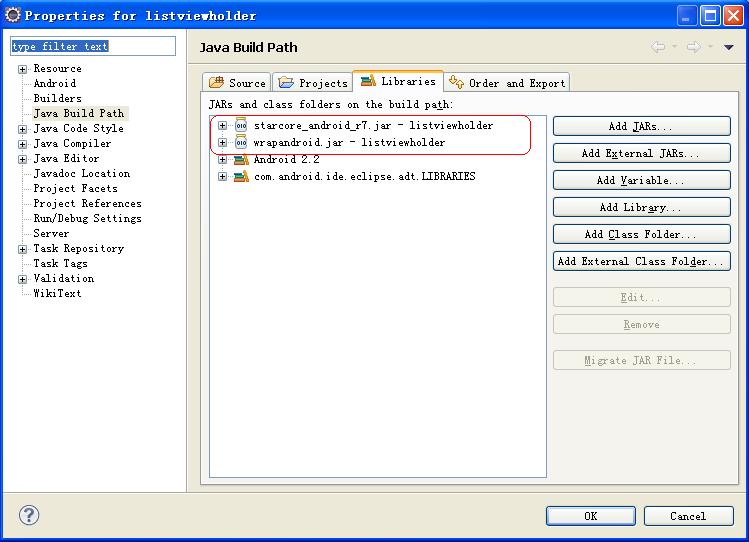 Properties for listviewholder
type filter text
Resource
Android
Builders
Java Build Path
Java Code Style
Java Compiler
Java Editor
Javadoc Location
Project Facets
Project References
Run/Debug Settings
Server
Task Repository
Task Tags
Validation
WikiText
Java Build Path
Source Projects Libraries Order and Export
JARs and class folders on the build path:
starcore_android_r7.jar - listviewholder
wrapandroid.jar - listviewholder
Android 2.2
com.android.ide.eclipse.adt.LIBRARIES
Add JARs...
Add External JARs...
Add Variable...
Add Library...
Add Class Folder...
Add External Class Folder...
Edit...
Remove
Migrate JAR File...
OK Cancel